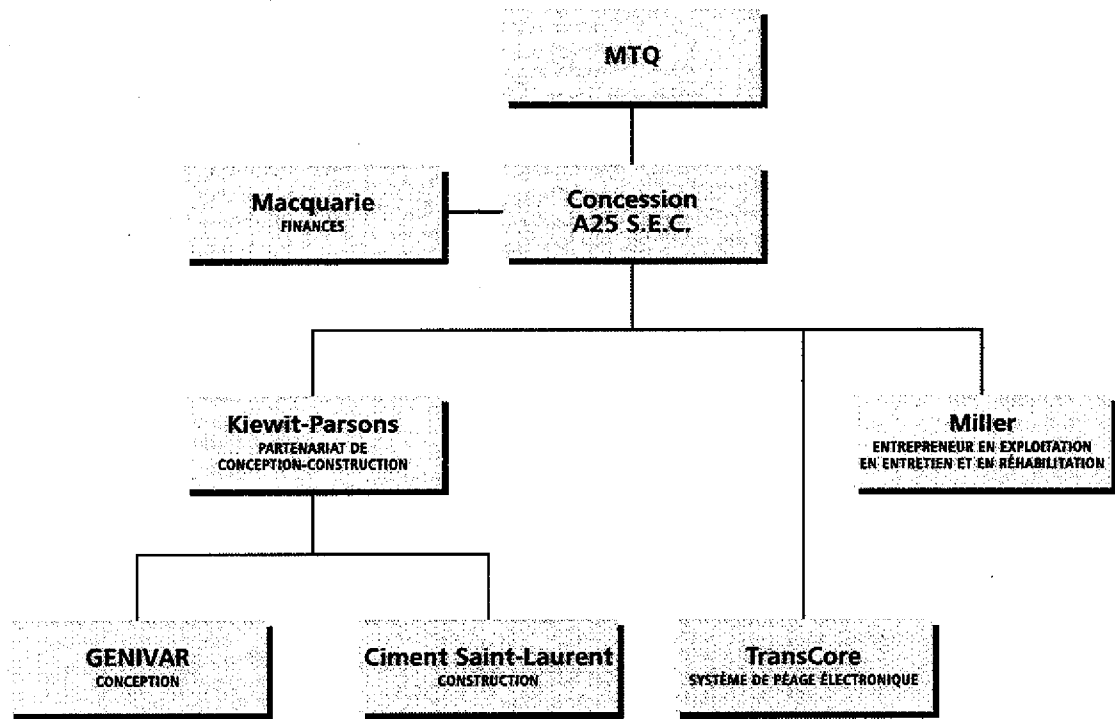 MTQ
Macquarie
FINANCES
Concession
A25 S.E.C.
Kiewit-Parsons
PARTENARIAT DE
CONCEPTION-CONSTRUCTION
Miller
ENTREPRENEUR EN EXPLOITATION
EN ENTRETIEN ET EN RÉHABILITATION
GENIVAR
CONCEPTION
Ciment Saint-Laurent
CONSTRUCTION
TransCore
SYSTÈME DE PÉAGE ÉLECTRONIQUE